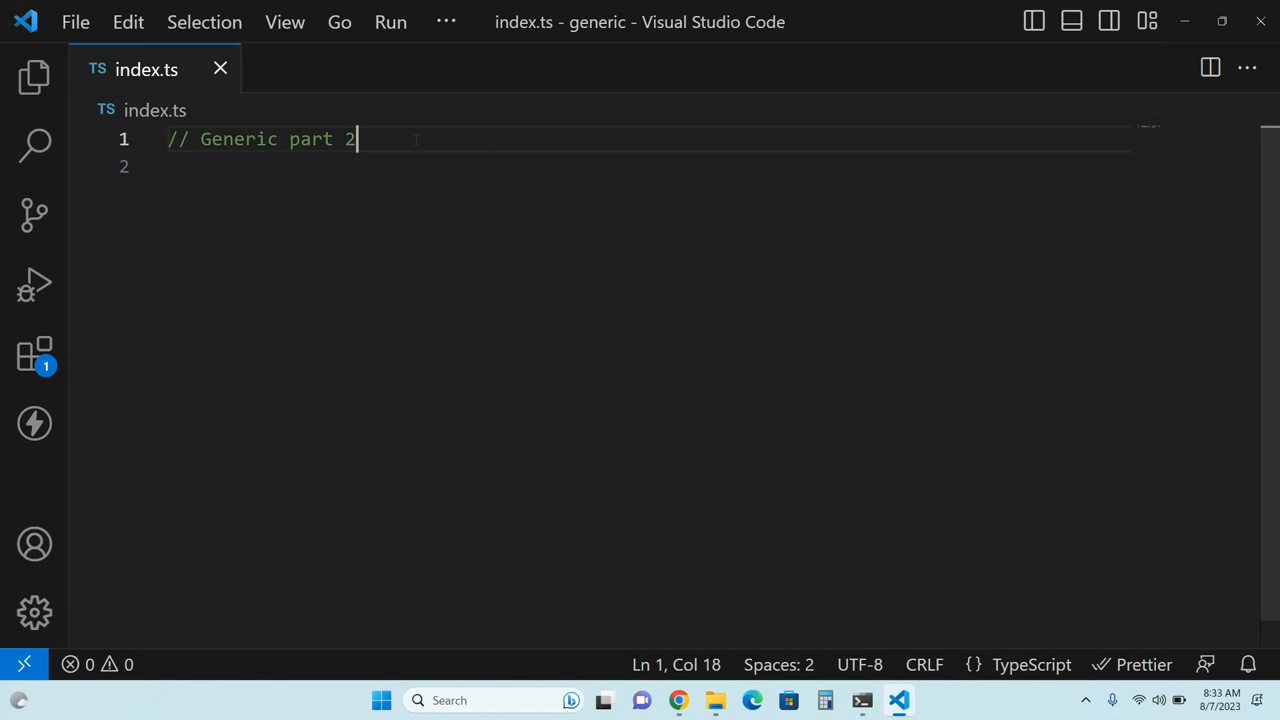 File Edit Selection View Go Run ··· index.ts - generic - Visual Studio Code
TS index.ts
TS index.ts
1 // Generic part 2
2
1
0 0 Ln 1, Col 18 Spaces: 2 UTF-8 CRLF {} TypeScript Prettier
Search 8:33 AM
8/7/2023